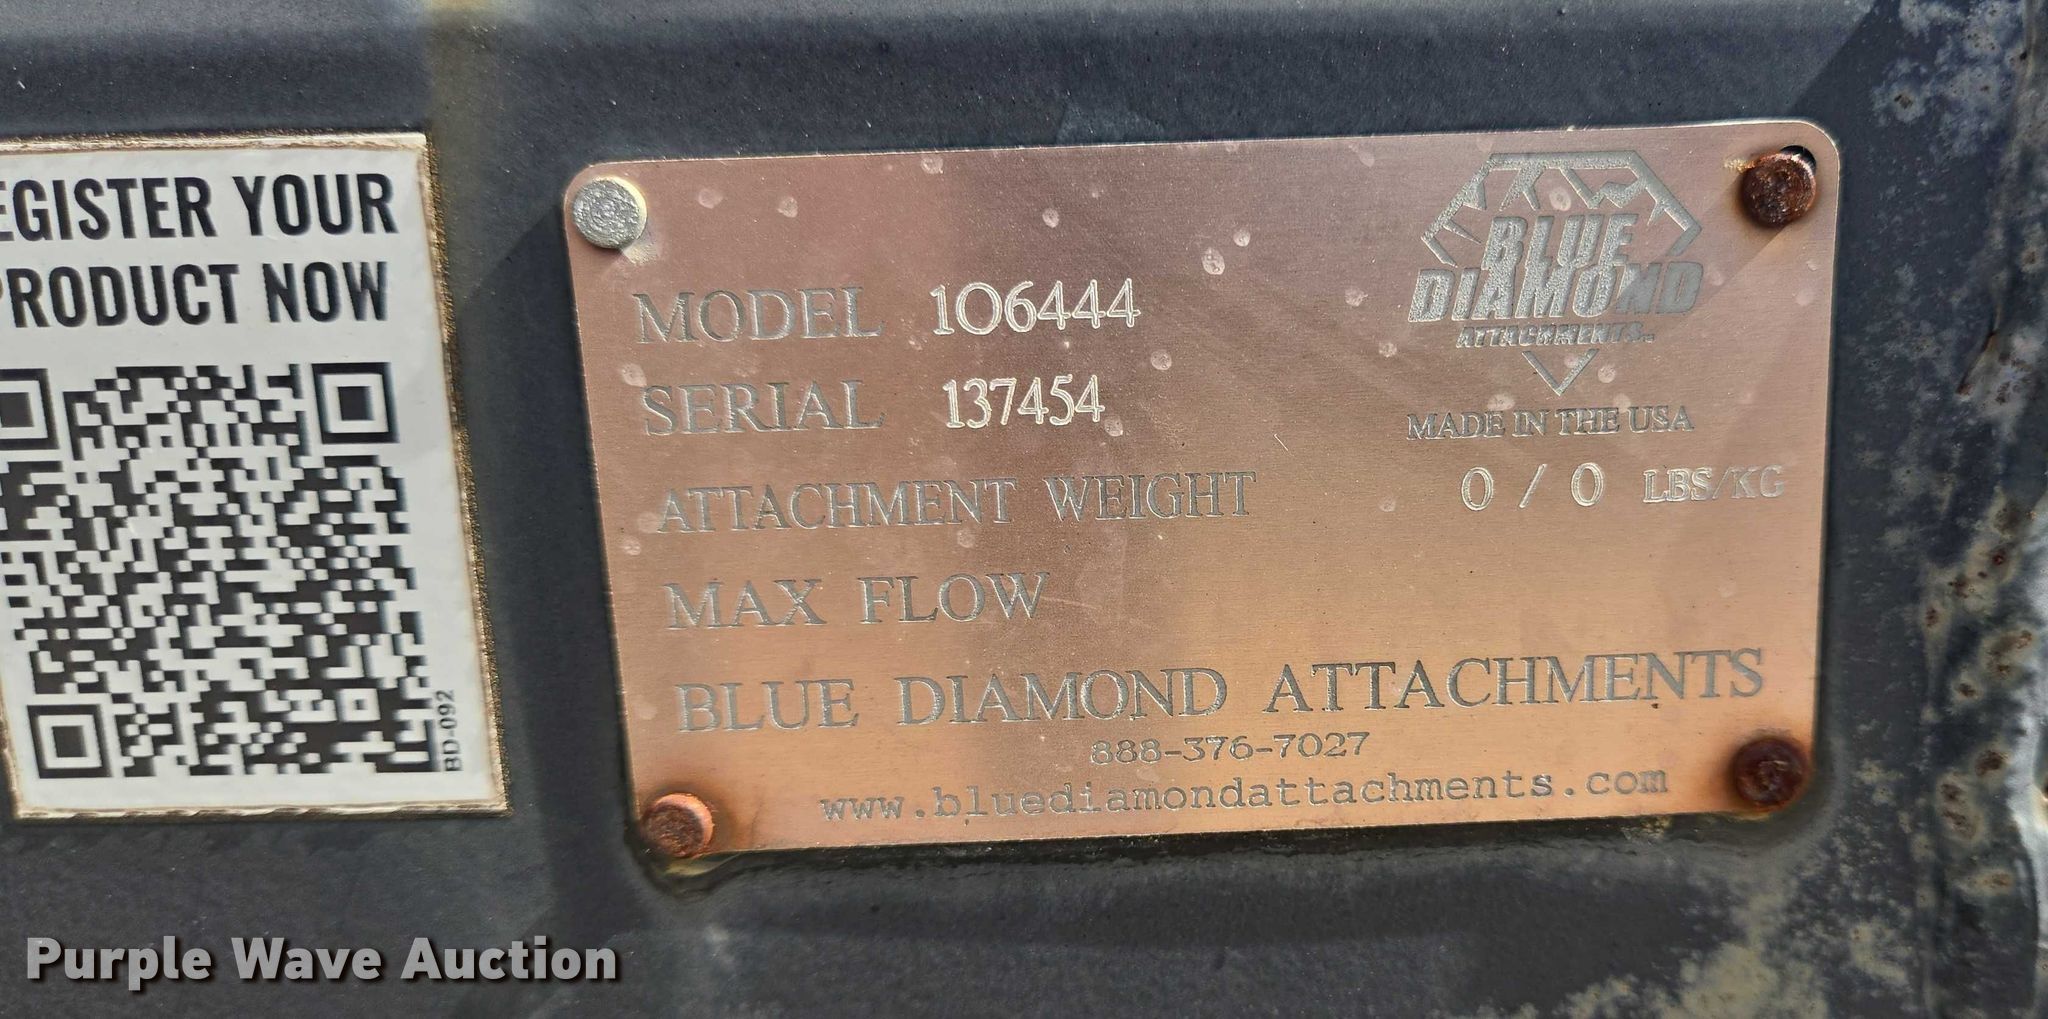 EGISTER YOUR
PRODUCT NOW
BD-092
BLUE
DIAMOND
ATTACHMENTS
MADE IN THE USA
MODEL 106444
SERIAL 137454
ATTACHMENT WEIGHT 0 / 0 LBS/KG
MAX FLOW
BLUE DIAMOND ATTACHMENTS
888-376-7027
www.bluediamondattachments.com
Purple Wave Auction